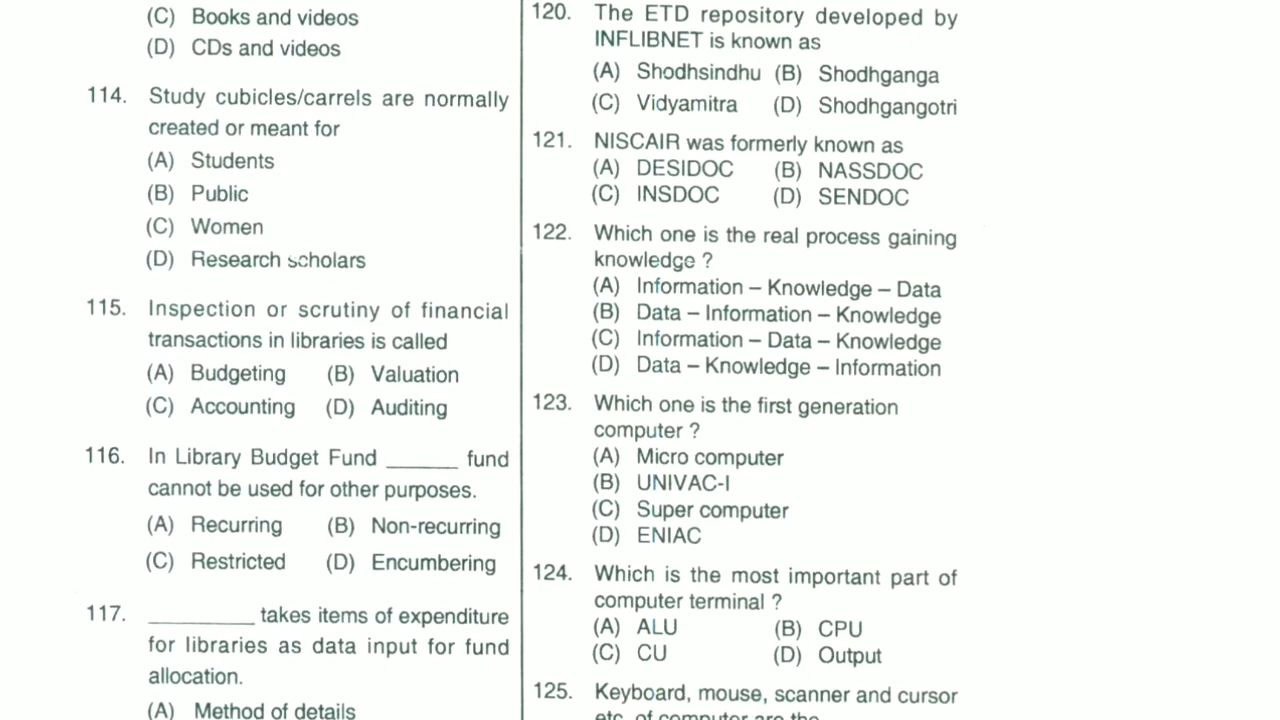 (C) Books and videos
(D) CDs and videos
114. Study cubicles/carrels are normally
created or meant for
(A) Students
(B) Public
(C) Women
(D) Research scholars
115. Inspection or scrutiny of financial
transactions in libraries is called
(A) Budgeting (B) Valuation
(C) Accounting (D) Auditing
116. In Library Budget Fund ______ fund
cannot be used for other purposes.
(A) Recurring (B) Non-recurring
(C) Restricted (D) Encumbering
117. _________ takes items of expenditure
for libraries as data input for fund
allocation.
(A) Method of details
120. The ETD repository developed by
INFLIBNET is known as
(A) Shodhsindhu (B) Shodhganga
(C) Vidyamitra (D) Shodhgangotri
121. NISCAIR was formerly known as
(A) DESIDOC (B) NASSDOC
(C) INSDOC (D) SENDOC
122. Which one is the real process gaining
knowledge ?
(A) Information – Knowledge – Data
(B) Data – Information – Knowledge
(C) Information – Data – Knowledge
(D) Data – Knowledge – Information
123. Which one is the first generation
computer ?
(A) Micro computer
(B) UNIVAC-I
(C) Super computer
(D) ENIAC
124. Which is the most important part of
computer terminal ?
(A) ALU (B) CPU
(C) CU (D) Output
125. Keyboard, mouse, scanner and cursor
etc. of computer are the